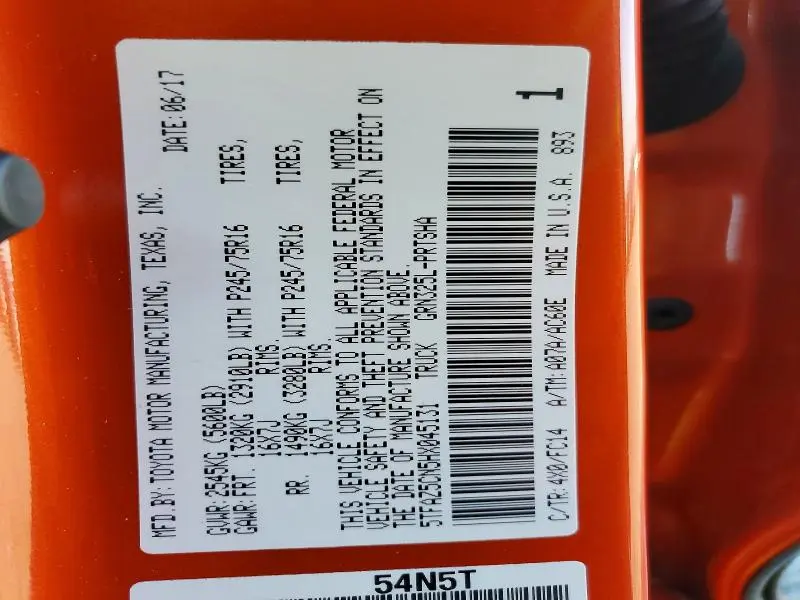 MFD.BY:TOYOTA MOTOR MANUFACTURING, TEXAS, INC.
DATE:06/17
GVWR:2545KG (5600LB)
GAWR:FRT. 1320KG (2910LB) WITH P245/75R16 TIRES,
16X7J RIMS.
RR. 1490KG (3280LB) WITH P245/75R16 TIRES,
16X7J RIMS.
THIS VEHICLE CONFORMS TO ALL APPLICABLE FEDERAL MOTOR
VEHICLE SAFETY AND THEFT PREVENTION STANDARDS IN EFFECT ON
THE DATE OF MANUFACTURE SHOWN ABOVE.
5TFAZ5CN5HX045131 TRUCK GRN325L-PRTSHA
1
C/TR:4X0/FC14 A/TM:A07A/AC60E MADE IN U.S.A. 893
54N5T